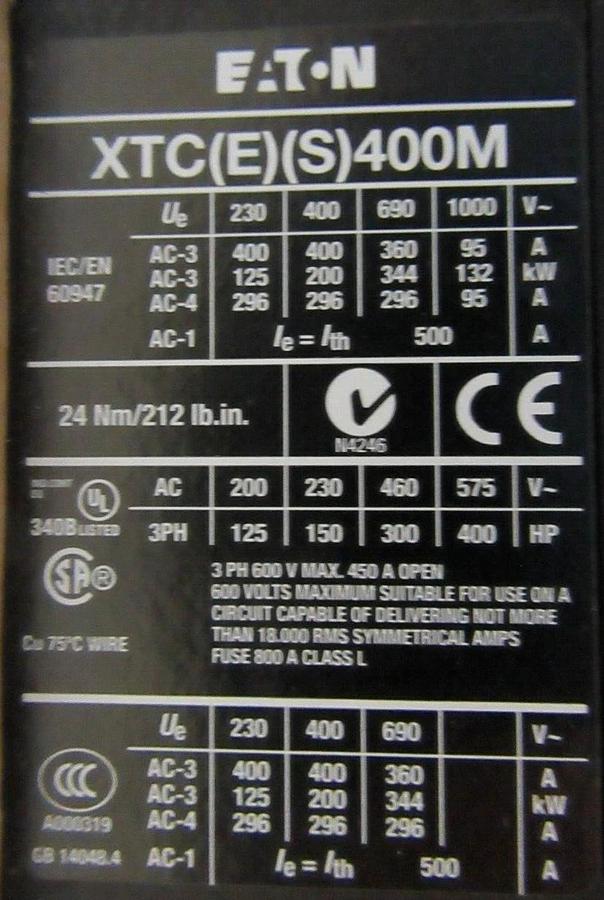 EATON
XTC(E)(S)400M
Ue 230 400 690 1000 V~
IEC/EN 60947
AC-3 400 400 360 95 A
AC-3 125 200 344 132 kW
AC-4 296 296 296 95 A
AC-1 Ie = Ith 500 A
24 Nm/212 lb.in.
N4246
CE
UL
340B LISTED
AC 200 230 460 575 V~
3PH 125 150 300 400 HP
SA ®
3 PH 600 V MAX. 450 A OPEN
600 VOLTS MAXIMUM SUITABLE FOR USE ON A
CIRCUIT CAPABLE OF DELIVERING NOT MORE
THAN 18.000 RMS SYMMETRICAL AMPS
FUSE 800 A CLASS L
Cu 75°C WIRE
Ue 230 400 690 V~
CCC
A000319
GB 14048.4
AC-3 400 400 360 A
AC-3 125 200 344 kW
AC-4 296 296 296 A
AC-1 Ie = Ith 500 A